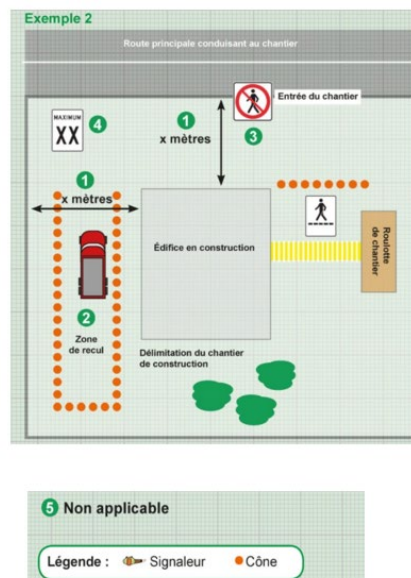 Exemple 2
Route principale conduisant au chantier
Entrée du chantier
MAXIMUM
XX
4
1
x mètres
3
1
x mètres
Édifice en construction
Roulotte
de chantier
2
Zone
de recul
Délimitation du chantier
de construction
5 Non applicable
Légende : Signaleur Cône